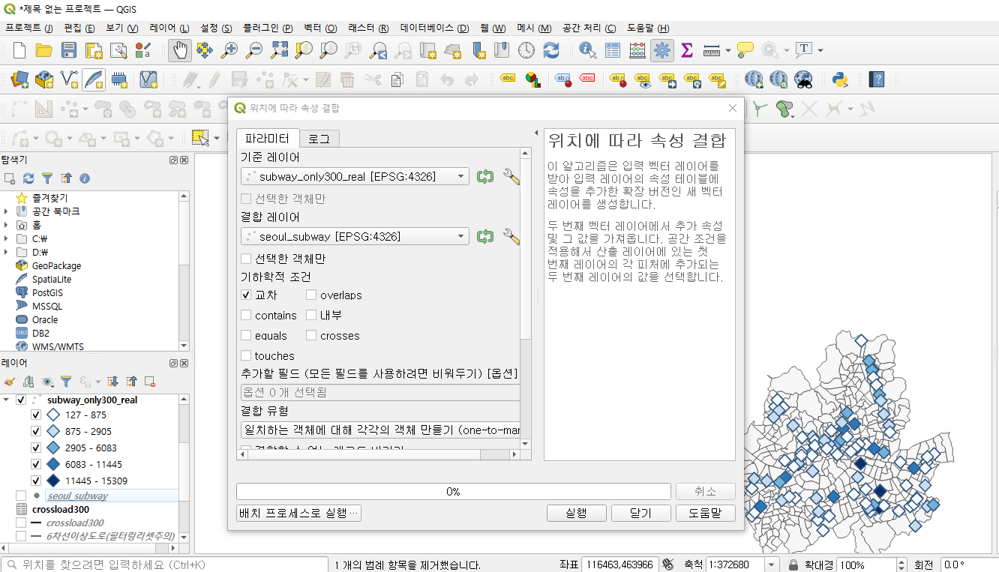 *제목 없는 프로젝트 — QGIS
프로젝트 (J) 편집 (E) 보기 (V) 레이어 (L) 설정 (S) 플러그인 (P) 벡터 (O) 래스터 (R) 데이터베이스 (D) 웹 (W) 메시 (M) 공간 처리 (C) 도움말 (H)
1:1 T
abc abc abc abc abc abc abc abc
위치에 따라 속성 결합
파라미터 로그
기준 레이어
subway_only300_real [EPSG:4326]
선택한 객체만
결합 레이어
seoul_subway [EPSG:4326]
선택한 객체만
기하학적 조건
교차 overlaps
contains 내부
equals crosses
touches
추가할 필드 (모든 필드를 사용하려면 비워두기) [옵션]
옵션 0 개 선택됨
결합 유형
일치하는 객체에 대해 각각의 객체 만들기 (one-to-mar
위치에 따라 속성 결합
이 알고리즘은 입력 벡터 레이어를
받아 입력 레이어의 속성 테이블에
속성을 추가한 확장 버전인 새 벡터
레이어를 생성합니다.
두 번째 벡터 레이어에서 추가 속성
및 그 값을 가져옵니다. 공간 조건을
적용해서 산출 레이어에 있는 첫
번째 레이어의 각 피처에 추가되는
두 번째 레이어의 값을 선택합니다.
0% 취소
배치 프로세스로 실행… 실행 닫기 도움말
탐색기
즐겨찾기
공간 북마크
홈
C:₩
D:₩
GeoPackage
SpatiaLite
PostGIS
MSSQL
Oracle
DB2 DB2
WMS/WMTS
레이어
subway_only300_real
127 - 875
875 - 2905
2905 - 6083
6083 - 11445
11445 - 15309
seoul_subway
crossload300
crossload300
6차선이상도로(필터링리셋주의)
위치를 찾으려면 입력하세요 (Ctrl+K) 1 개의 범례 항목을 제거했습니다. 좌표 116463,463966 축척 1:372680 확대경 100% 회전 0.0 °